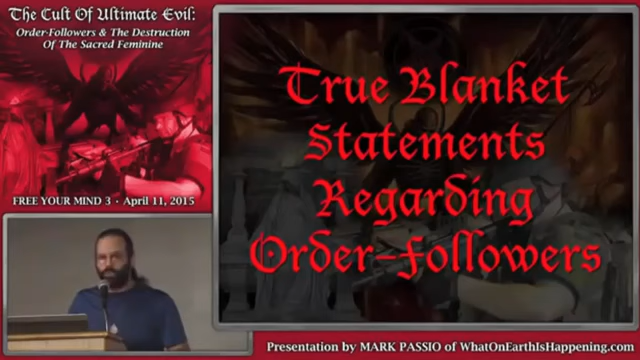 The Cult Of Ultimate Evil:
Order-Followers & The Destruction
Of The Sacred Feminine
FREE YOUR MIND 3 • April 11, 2015
True Blanket
Statements
Regarding
Order-Followers
Presentation by MARK PASSIO of WhatOnEarthIsHappening.com